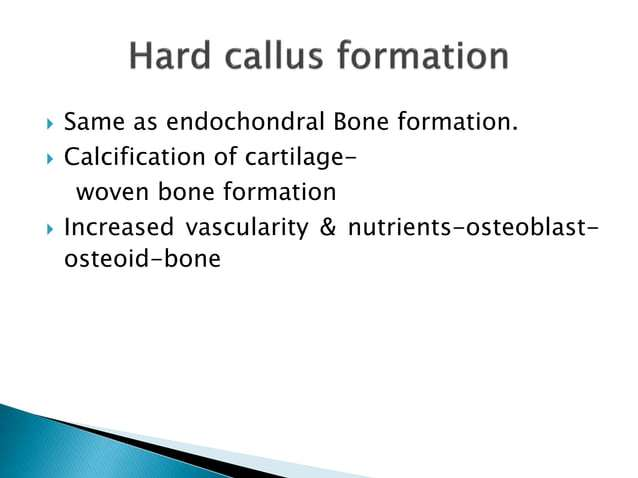 Hard callus formation
Same as endochondral Bone formation.
Calcification of cartilage-
woven bone formation
Increased vascularity & nutrients-osteoblast-
osteoid-bone